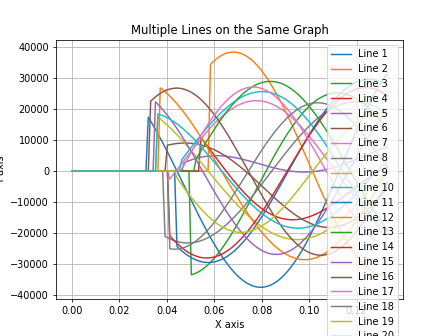 Multiple Lines on the Same Graph
40000
30000
20000
10000
0
-10000
-20000
-30000
-40000
0.00
0.02
0.04
0.06
0.08
0.10
X axis
Line 1
Line 2
Line 3
Line 4
Line 5
Line 6
Line 7
Line 8
Line 9
Line 10
Line 11
Line 12
Line 13
Line 14
Line 15
Line 16
Line 17
Line 18
Line 19
Line 20